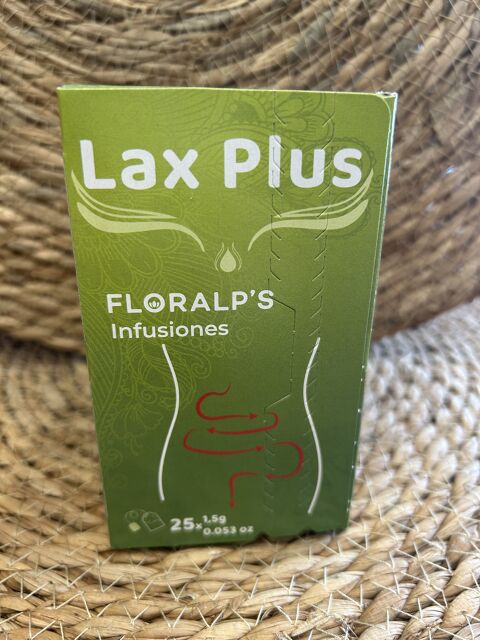 Lax Plus
FLORALP'S
Infusiones
25x 1,5g
0.053 oz